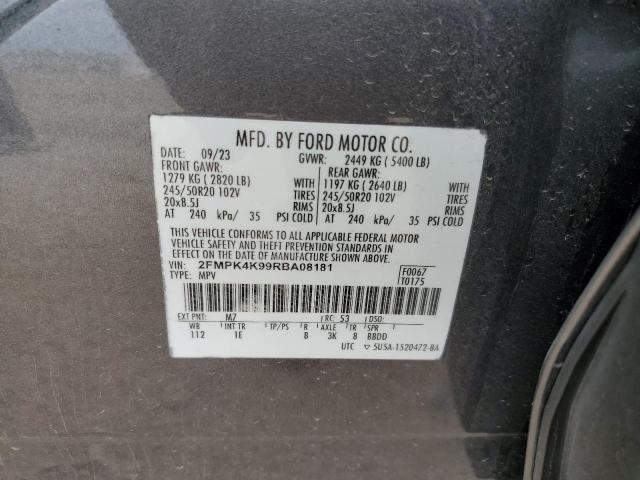 MFD. BY FORD MOTOR CO.
DATE: 09/23 GVWR: 2449 KG ( 5400 LB)
FRONT GAWR: REAR GAWR:
1279 KG ( 2820 LB) WITH 1197 KG ( 2640 LB) WITH
245/50R20 102V TIRES 245/50R20 102V TIRES
20x8.5J RIMS 20x8.5J RIMS
AT 240 kPa/ 35 PSI COLD AT 240 kPa/ 35 PSI COLD
THIS VEHICLE CONFORMS TO ALL APPLICABLE FEDERAL MOTOR
VEHICLE SAFETY AND THEFT PREVENTION STANDARDS IN EFFECT
ON THE DATE OF MANUFACTURE SHOWN ABOVE.
VIN: 2FMPK4K99RBA08181 F0067
TYPE: MPV T0175
EXT PNT: M7 RC: 53 DSO:
WB INT TR TP/PS R AXLE TR SPR
112 1E 8 3K 8 BBDD
UTC ▽ 5U5A-1520472-BA